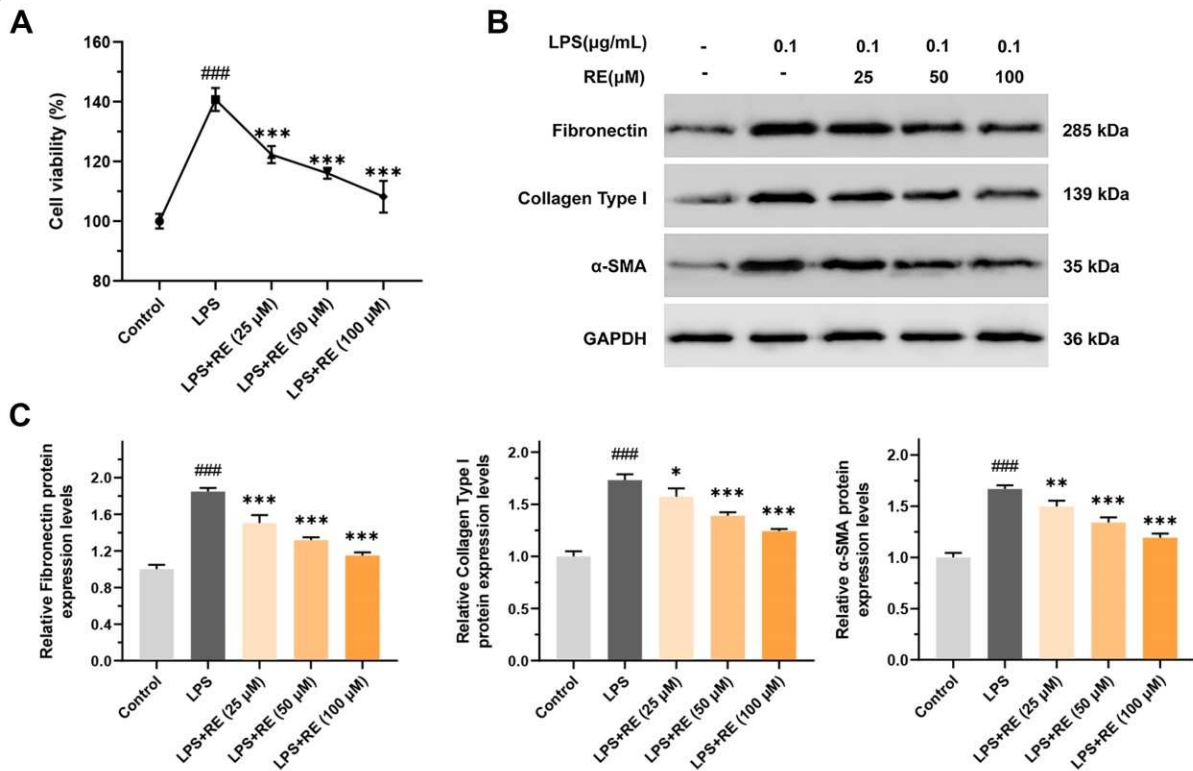 A
Cell viability (%)
160
140
120
100
80
###
***
***
***
Control
LPS
LPS+RE (25 μM)
LPS+RE (50 μM)
LPS+RE (100 μM)
B
LPS(μg/mL) - 0.1 0.1 0.1 0.1
RE(μM) - - 25 50 100
Fibronectin 285 kDa
Collagen Type I 139 kDa
α-SMA 35 kDa
GAPDH 36 kDa
C
Relative Fibronectin protein
expression levels
2.0
1.6
1.2
0.8
0.4
0.0
###
***
***
***
Control
LPS
LPS+RE (25 μM)
LPS+RE (50 μM)
LPS+RE (100 μM)
Relative Collagen Type I
protein expression levels
2.0
1.5
1.0
0.5
0.0
###
*
***
***
Control
LPS
LPS+RE (25 μM)
LPS+RE (50 μM)
LPS+RE (100 μM)
Relative α-SMA protein
expression levels
2.0
1.5
1.0
0.5
0.0
###
**
***
***
Control
LPS
LPS+RE (25 μM)
LPS+RE (50 μM)
LPS+RE (100 μM)